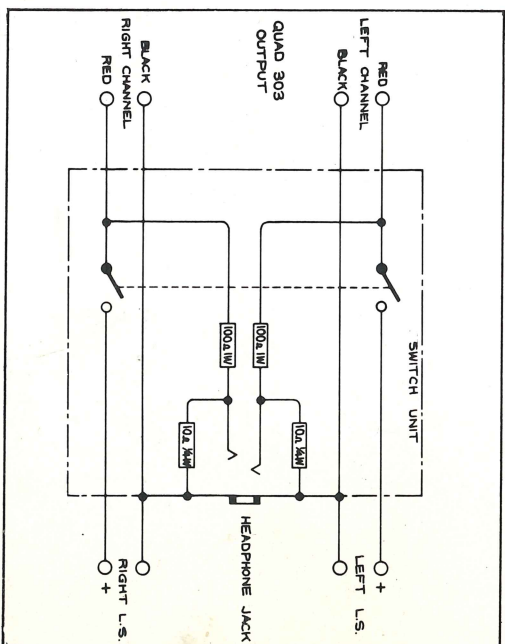 SWITCH UNIT
RED
LEFT CHANNEL
BLACK
QUAD 303
OUTPUT
BLACK
RIGHT CHANNEL
RED
100Ω 1W
10Ω ¼W
100Ω 1W
10Ω ¼W
HEADPHONE JACK
+
LEFT L.S.
RIGHT L.S.
+